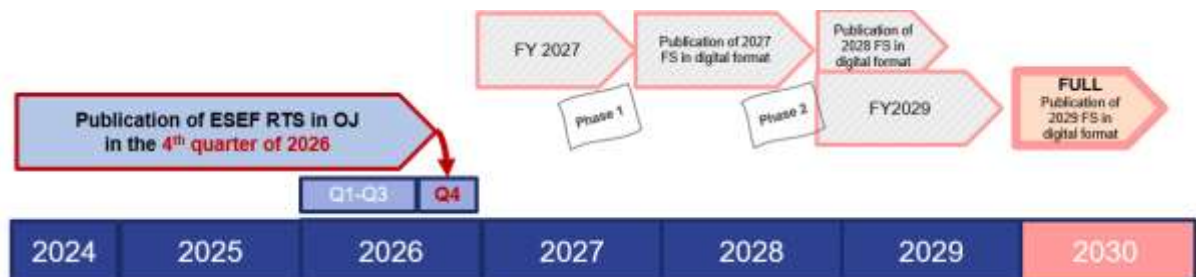 Publication of ESEF RTS in OJ
in the 4th quarter of 2026
Q1-Q3
Q4
FY 2027
Phase 1
Publication of 2027
FS in digital format
Phase 2
Publication of
2028 FS in
digital format
FY2029
FULL
Publication of
2029 FS in
digital format
2024
2025
2026
2027
2028
2029
2030